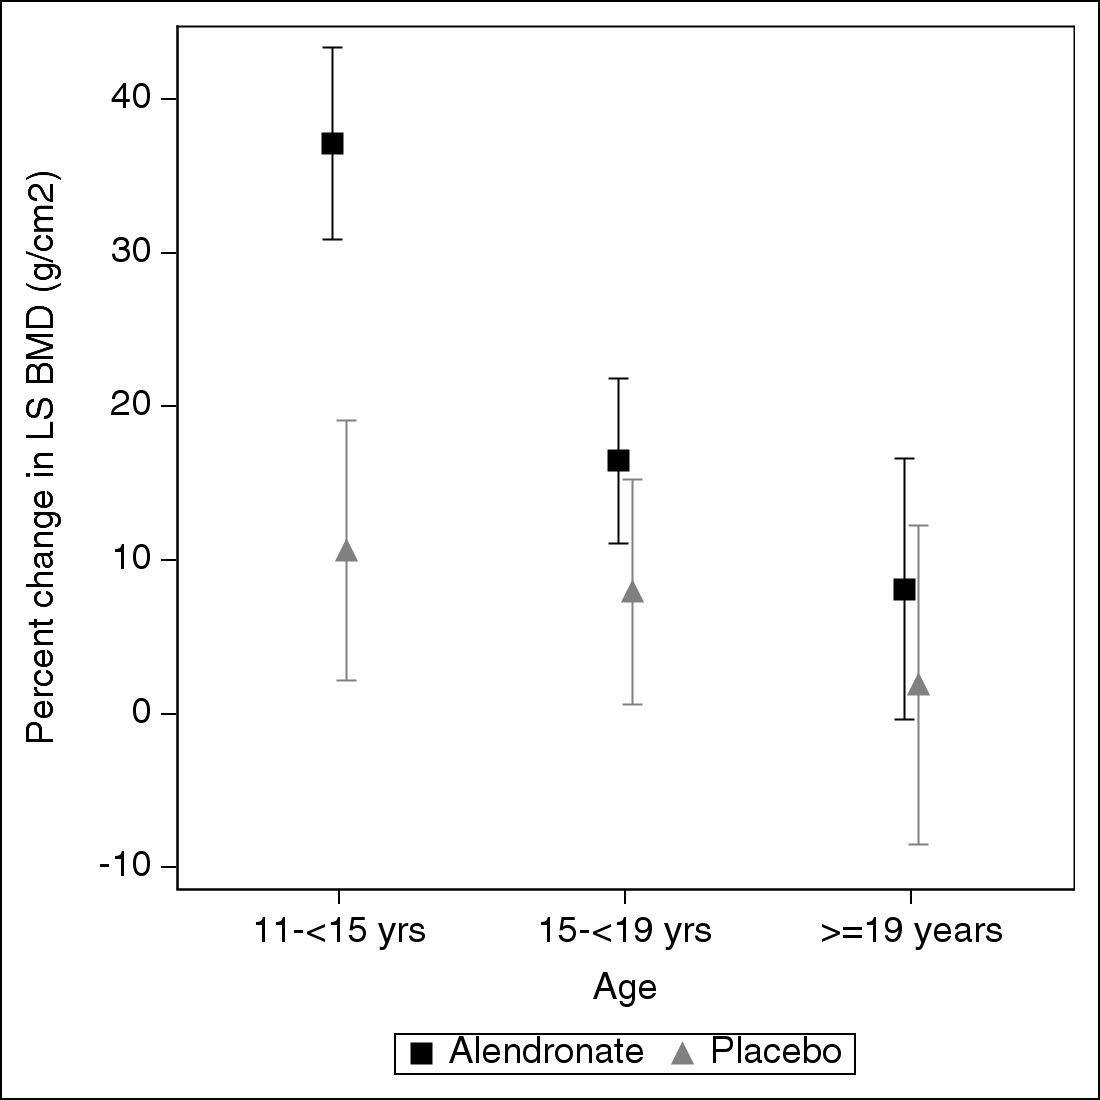 Percent change in LS BMD (g/cm2)
40
30
20
10
0
-10
11-<15 yrs
15-<19 yrs
>=19 years
Age
Alendronate
Placebo